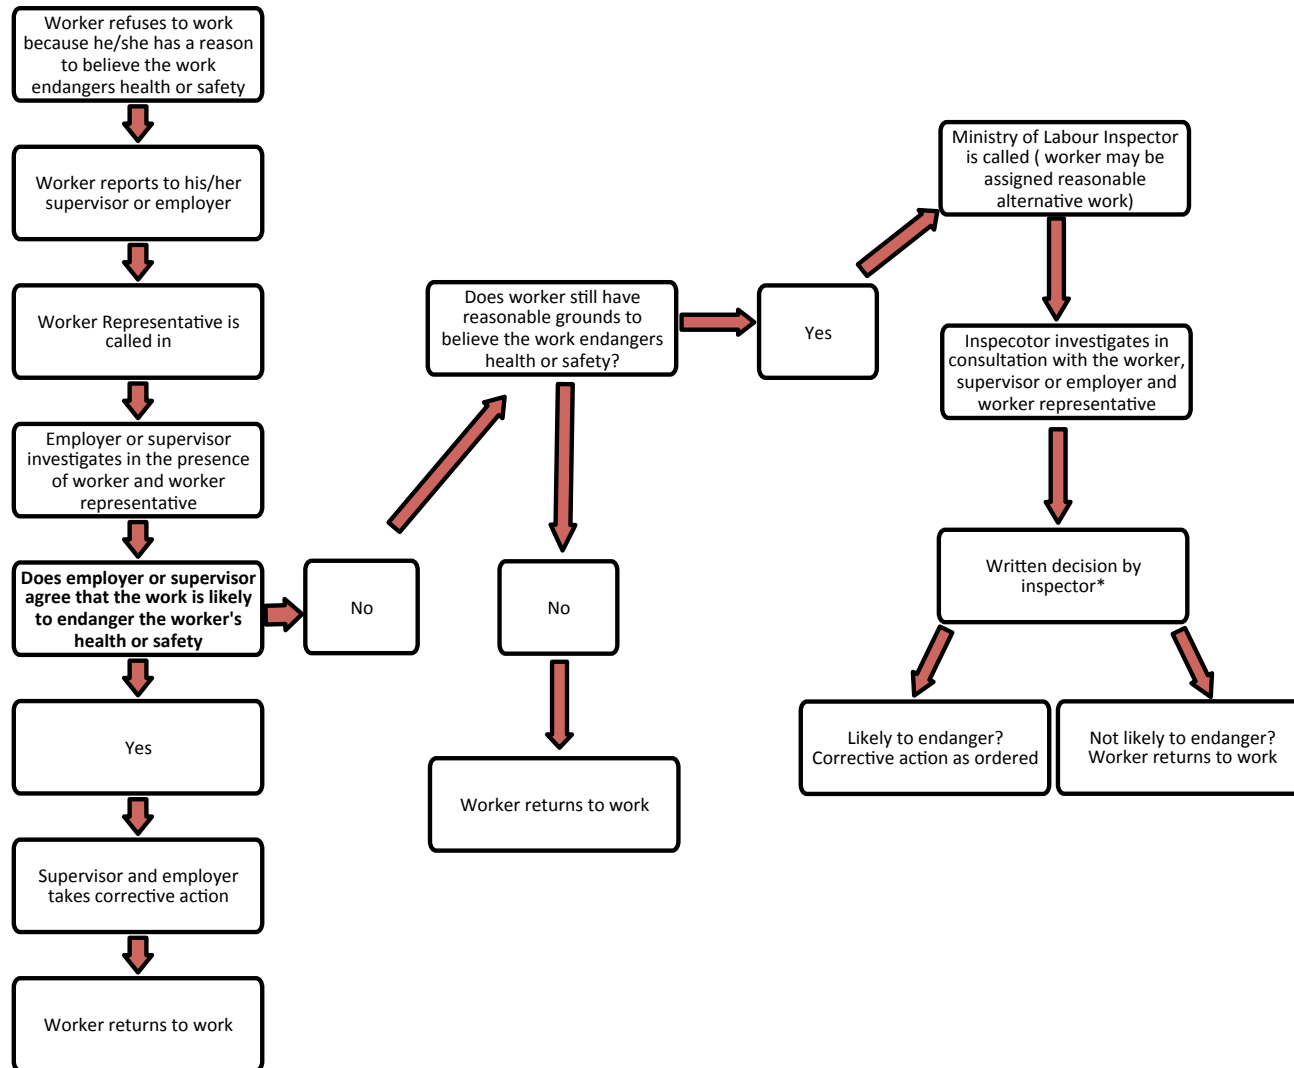 Worker refuses to work
because he/she has a reason
to believe the work
endangers health or safety
Worker reports to his/her
supervisor or employer
Worker Representative is
called in
Employer or supervisor
investigates in the presence
of worker and worker
representative
Does employer or supervisor
agree that the work is likely
to endanger the worker's
health or safety
Yes
Supervisor and employer
takes corrective action
Worker returns to work
No
Does worker still have
reasonable grounds to
believe the work endangers
health or safety?
No
Worker returns to work
Yes
Ministry of Labour Inspector
is called ( worker may be
assigned reasonable
alternative work)
Inspecotor investigates in
consultation with the worker,
supervisor or employer and
worker representative
Written decision by
inspector*
Likely to endanger?
Corrective action as ordered
Not likely to endanger?
Worker returns to work